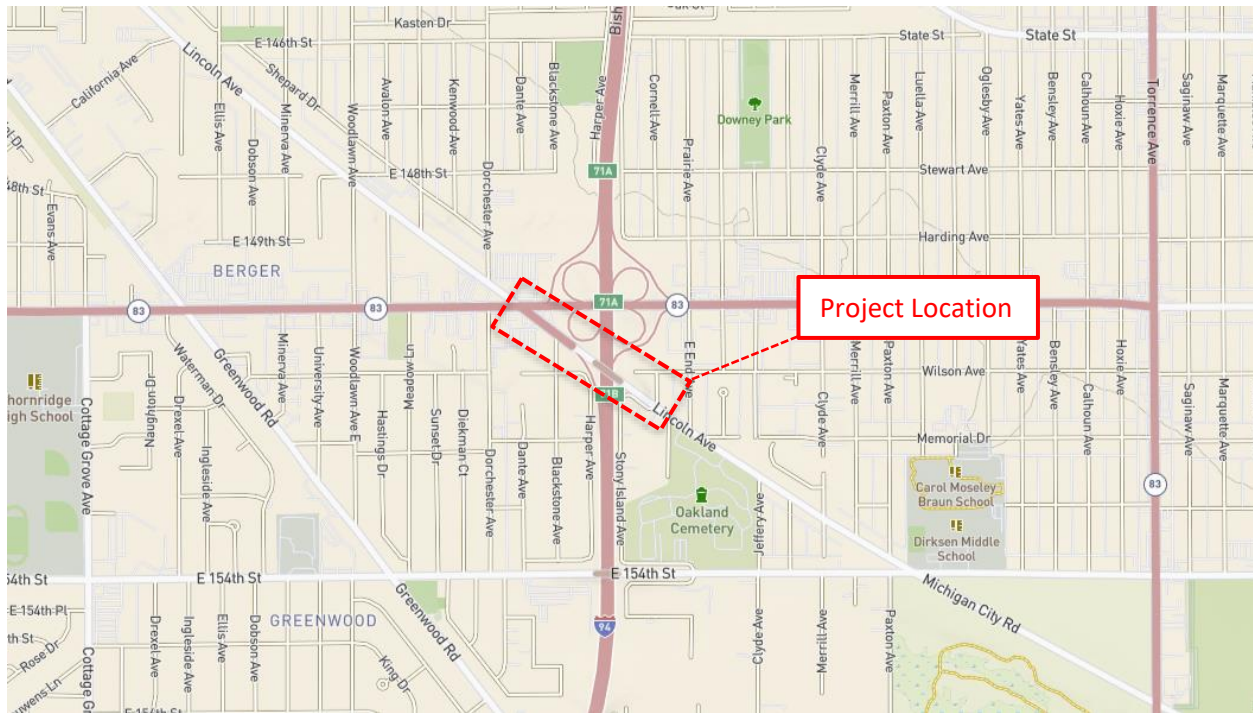 Kasten Dr
State St
State St
E 146th St
California Ave
Lincoln Ave
Shepard Dr
Ellis Ave
Minerva Ave
Dobson Ave
Woodlawn Ave
Avalon Ave
Kenwood Ave
Dante Ave
Blackstone Ave
Harper Ave
Cornell Ave
Prairie Ave
Downey Park
Merrill Ave
Paxton Ave
Luella Ave
Oglesby Ave
Yates Ave
Bensley Ave
Calhoun Ave
Hoxie Ave
Torrence Ave
Saginaw Ave
Marquette Ave
E 148th St
Dorchester Ave
71A
Clyde Ave
Stewart Ave
Evans Ave
E 149th St
Harding Ave
BERGER
83
83
71A
83
Project Location
Minerva Ave
University Ave
Woodlawn Ave E
Meadow Ln
E End Ave
Merrill Ave
Paxton Ave
Wilson Ave
Yates Ave
Bensley Ave
Hoxie Ave
Waterman Dr
Greenwood Rd
Hastings Dr
Sunset Dr
Diekman Ct
Lincoln Ave
Clyde Ave
Calhoun Ave
Saginaw Ave
Marquette Ave
Cottage Grove Ave
Naughton Dr
Drexel Ave
Ingleside Ave
Dorchester Ave
Dante Ave
Blackstone Ave
Harper Ave
Stony Island Ave
Memorial Dr
83
Carol Moseley
Braun School
Oakland
Cemetery
Jeffery Ave
Dirksen Middle
School
E 154th St
E 154th St
Michigan City Rd
E 154th Pl
Greenwood Rd
GREENWOOD
94
Rose Dr
Drexel Ave
Ingleside Ave
Ellis Ave
Dobson Ave
King Dr
Clyde Ave
Merrill Ave
Paxton Ave